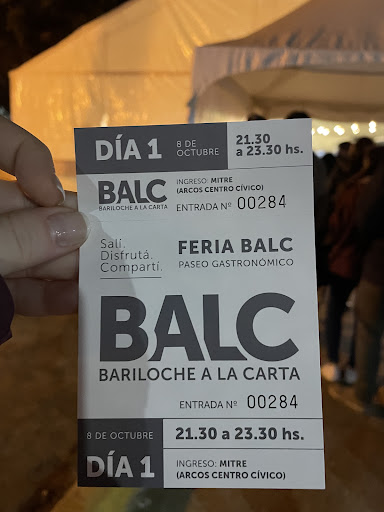 DÍA 1
8 DE
OCTUBRE
21.30
a 23.30 hs.
BALC
BARILOCHE A LA CARTA
INGRESO: MITRE
(ARCOS CENTRO CÍVICO)
ENTRADA Nº 00284
Salí.
Disfrutá.
Compartí.
FERIA BALC
PASEO GASTRONÓMICO
BALC
BARILOCHE A LA CARTA
ENTRADA Nº 00284
8 DE OCTUBRE
DÍA 1
21.30 a 23.30 hs.
INGRESO: MITRE
(ARCOS CENTRO CÍVICO)